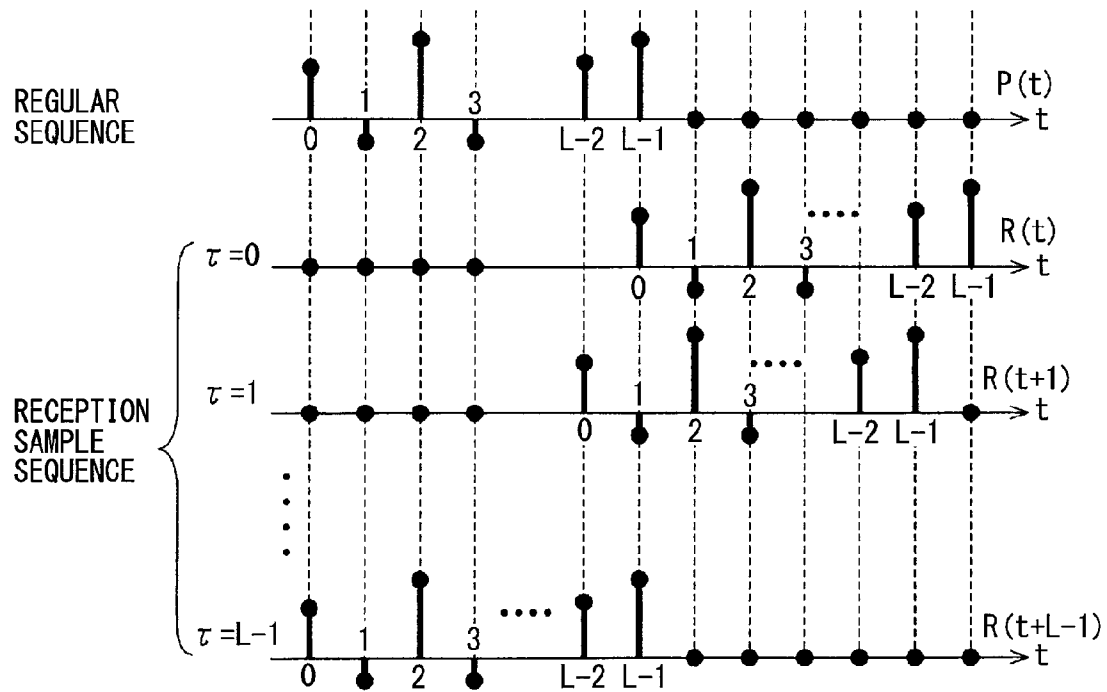 REGULAR
SEQUENCE
P(t)
0 1 2 3 L-2 L-1 t
RECEPTION
SAMPLE
SEQUENCE
τ=0
R(t)
0 1 2 3 ····· L-2 L-1 t
τ=1
R(t+1)
0 1 2 3 ····· L-2 L-1 t
τ=L-1
R(t+L-1)
0 1 2 3 ····· L-2 L-1 t